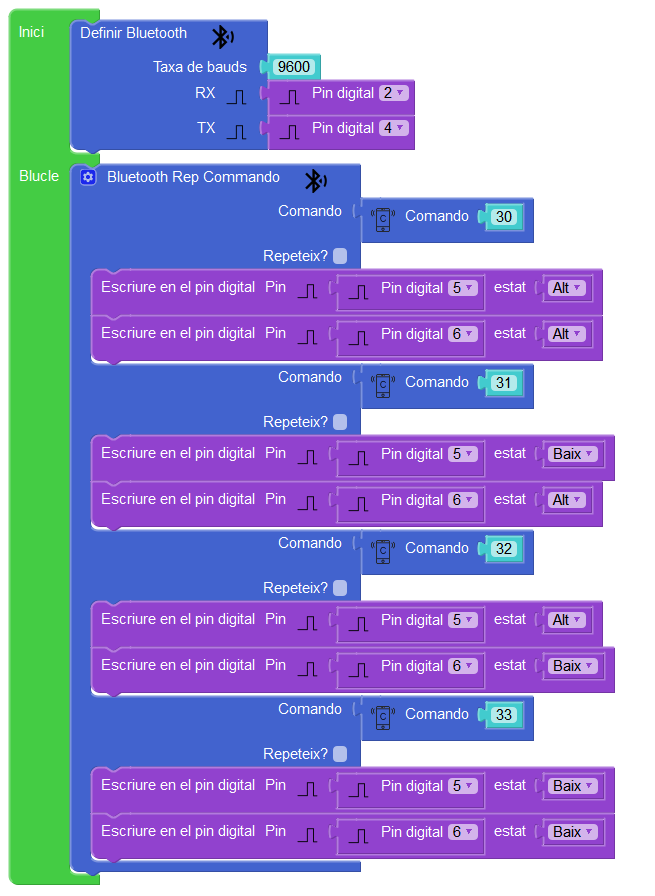 Inici Definir Bluetooth
Taxa de bauds 9600
RX Pin digital 2
TX Pin digital 4
Blucle Bluetooth Rep Commando
Comando C Comando 30
Repeteix?
Escriure en el pin digital Pin Pin digital 5 estat Alt
Escriure en el pin digital Pin Pin digital 6 estat Alt
Comando C Comando 31
Repeteix?
Escriure en el pin digital Pin Pin digital 5 estat Baix
Escriure en el pin digital Pin Pin digital 6 estat Alt
Comando C Comando 32
Repeteix?
Escriure en el pin digital Pin Pin digital 5 estat Alt
Escriure en el pin digital Pin Pin digital 6 estat Baix
Comando C Comando 33
Repeteix?
Escriure en el pin digital Pin Pin digital 5 estat Baix
Escriure en el pin digital Pin Pin digital 6 estat Baix